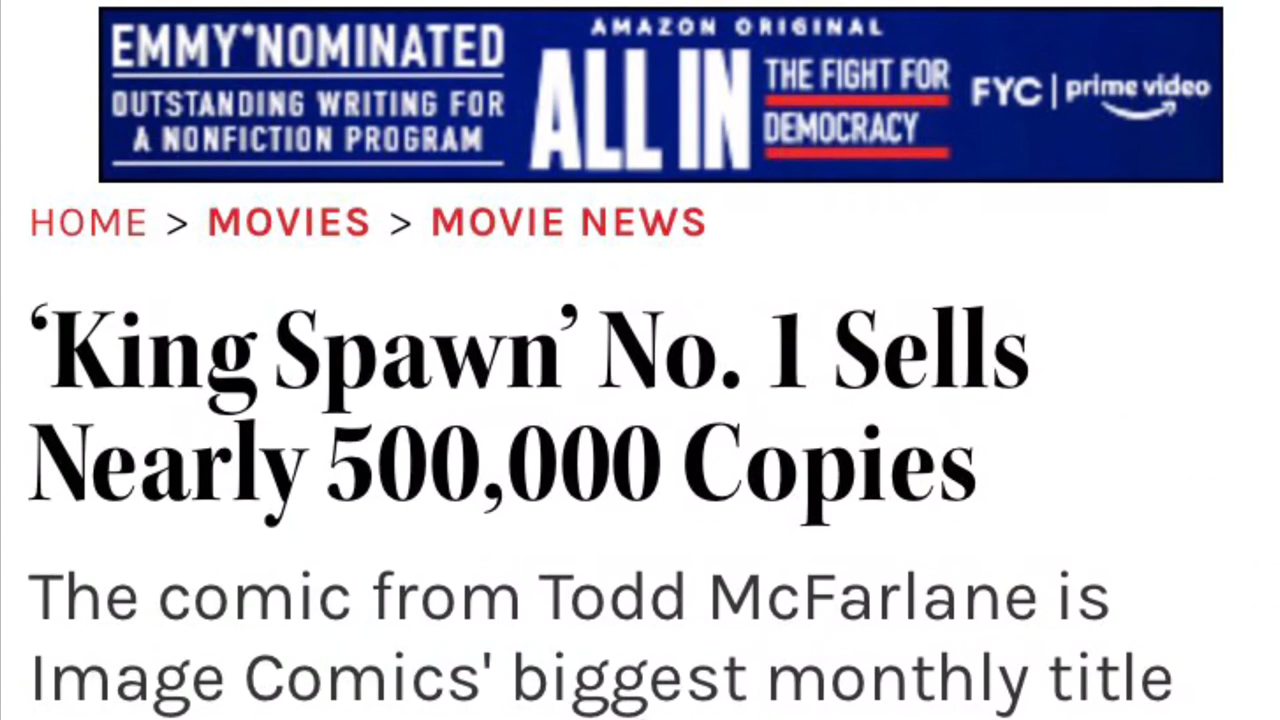 EMMY®NOMINATED
OUTSTANDING WRITING FOR
A NONFICTION PROGRAM
AMAZON ORIGINAL
ALL IN
THE FIGHT FOR
DEMOCRACY
FYC | prime video
HOME > MOVIES > MOVIE NEWS
‘King Spawn’ No. 1 Sells
Nearly 500,000 Copies
The comic from Todd McFarlane is
Image Comics' biggest monthly title